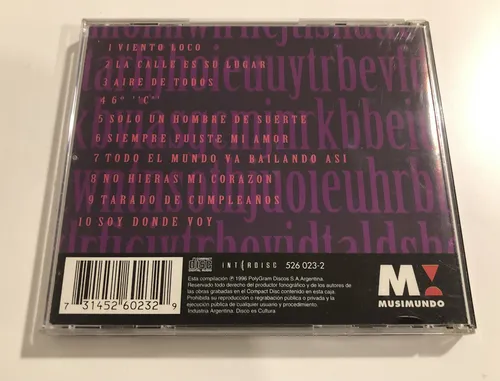 1 VIENTO LOCO
2 LA CALLE ES SU LUGAR
3 AIRE DE TODOS
4 6° "C"
5 SOLO UN HOMBRE DE SUERTE
6 SIEMPRE FUISTE MI AMOR
7 TODO EL MUNDO VA BAILANDO ASI
8 NO HIERAS MI CORAZON
9 TARADO DE CUMPLEAÑOS
10 SOY DONDE VOY
INTERDISC 526 023-2
Esta compilación ℗ 1996 PolyGram Discos S.A. Argentina.
Reservado todo derecho del productor fonográfico y de los autores de
las obras grabadas en el Compact Disc contenido en esta caja.
Prohibida su reproducción o regrabación pública o privada y la
ejecución pública por cualquier usuario y procedimiento.
Industria Argentina. Disco es Cultura
7 31452 60232 9
M
MUSIMUNDO